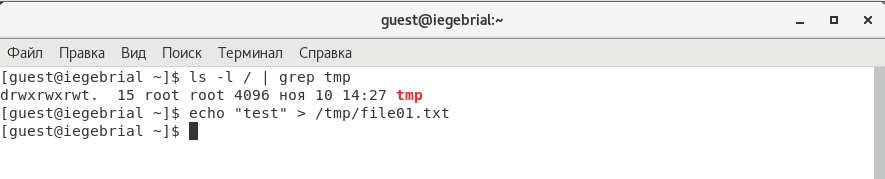 guest@iegebrial:~
Файл Правка Вид Поиск Терминал Справка
[guest@iegebrial ~]$ ls -l / | grep tmp
drwxrwxrwt.  15 root root 4096 ноя 10 14:27 tmp
[guest@iegebrial ~]$ echo "test" > /tmp/file01.txt
[guest@iegebrial ~]$